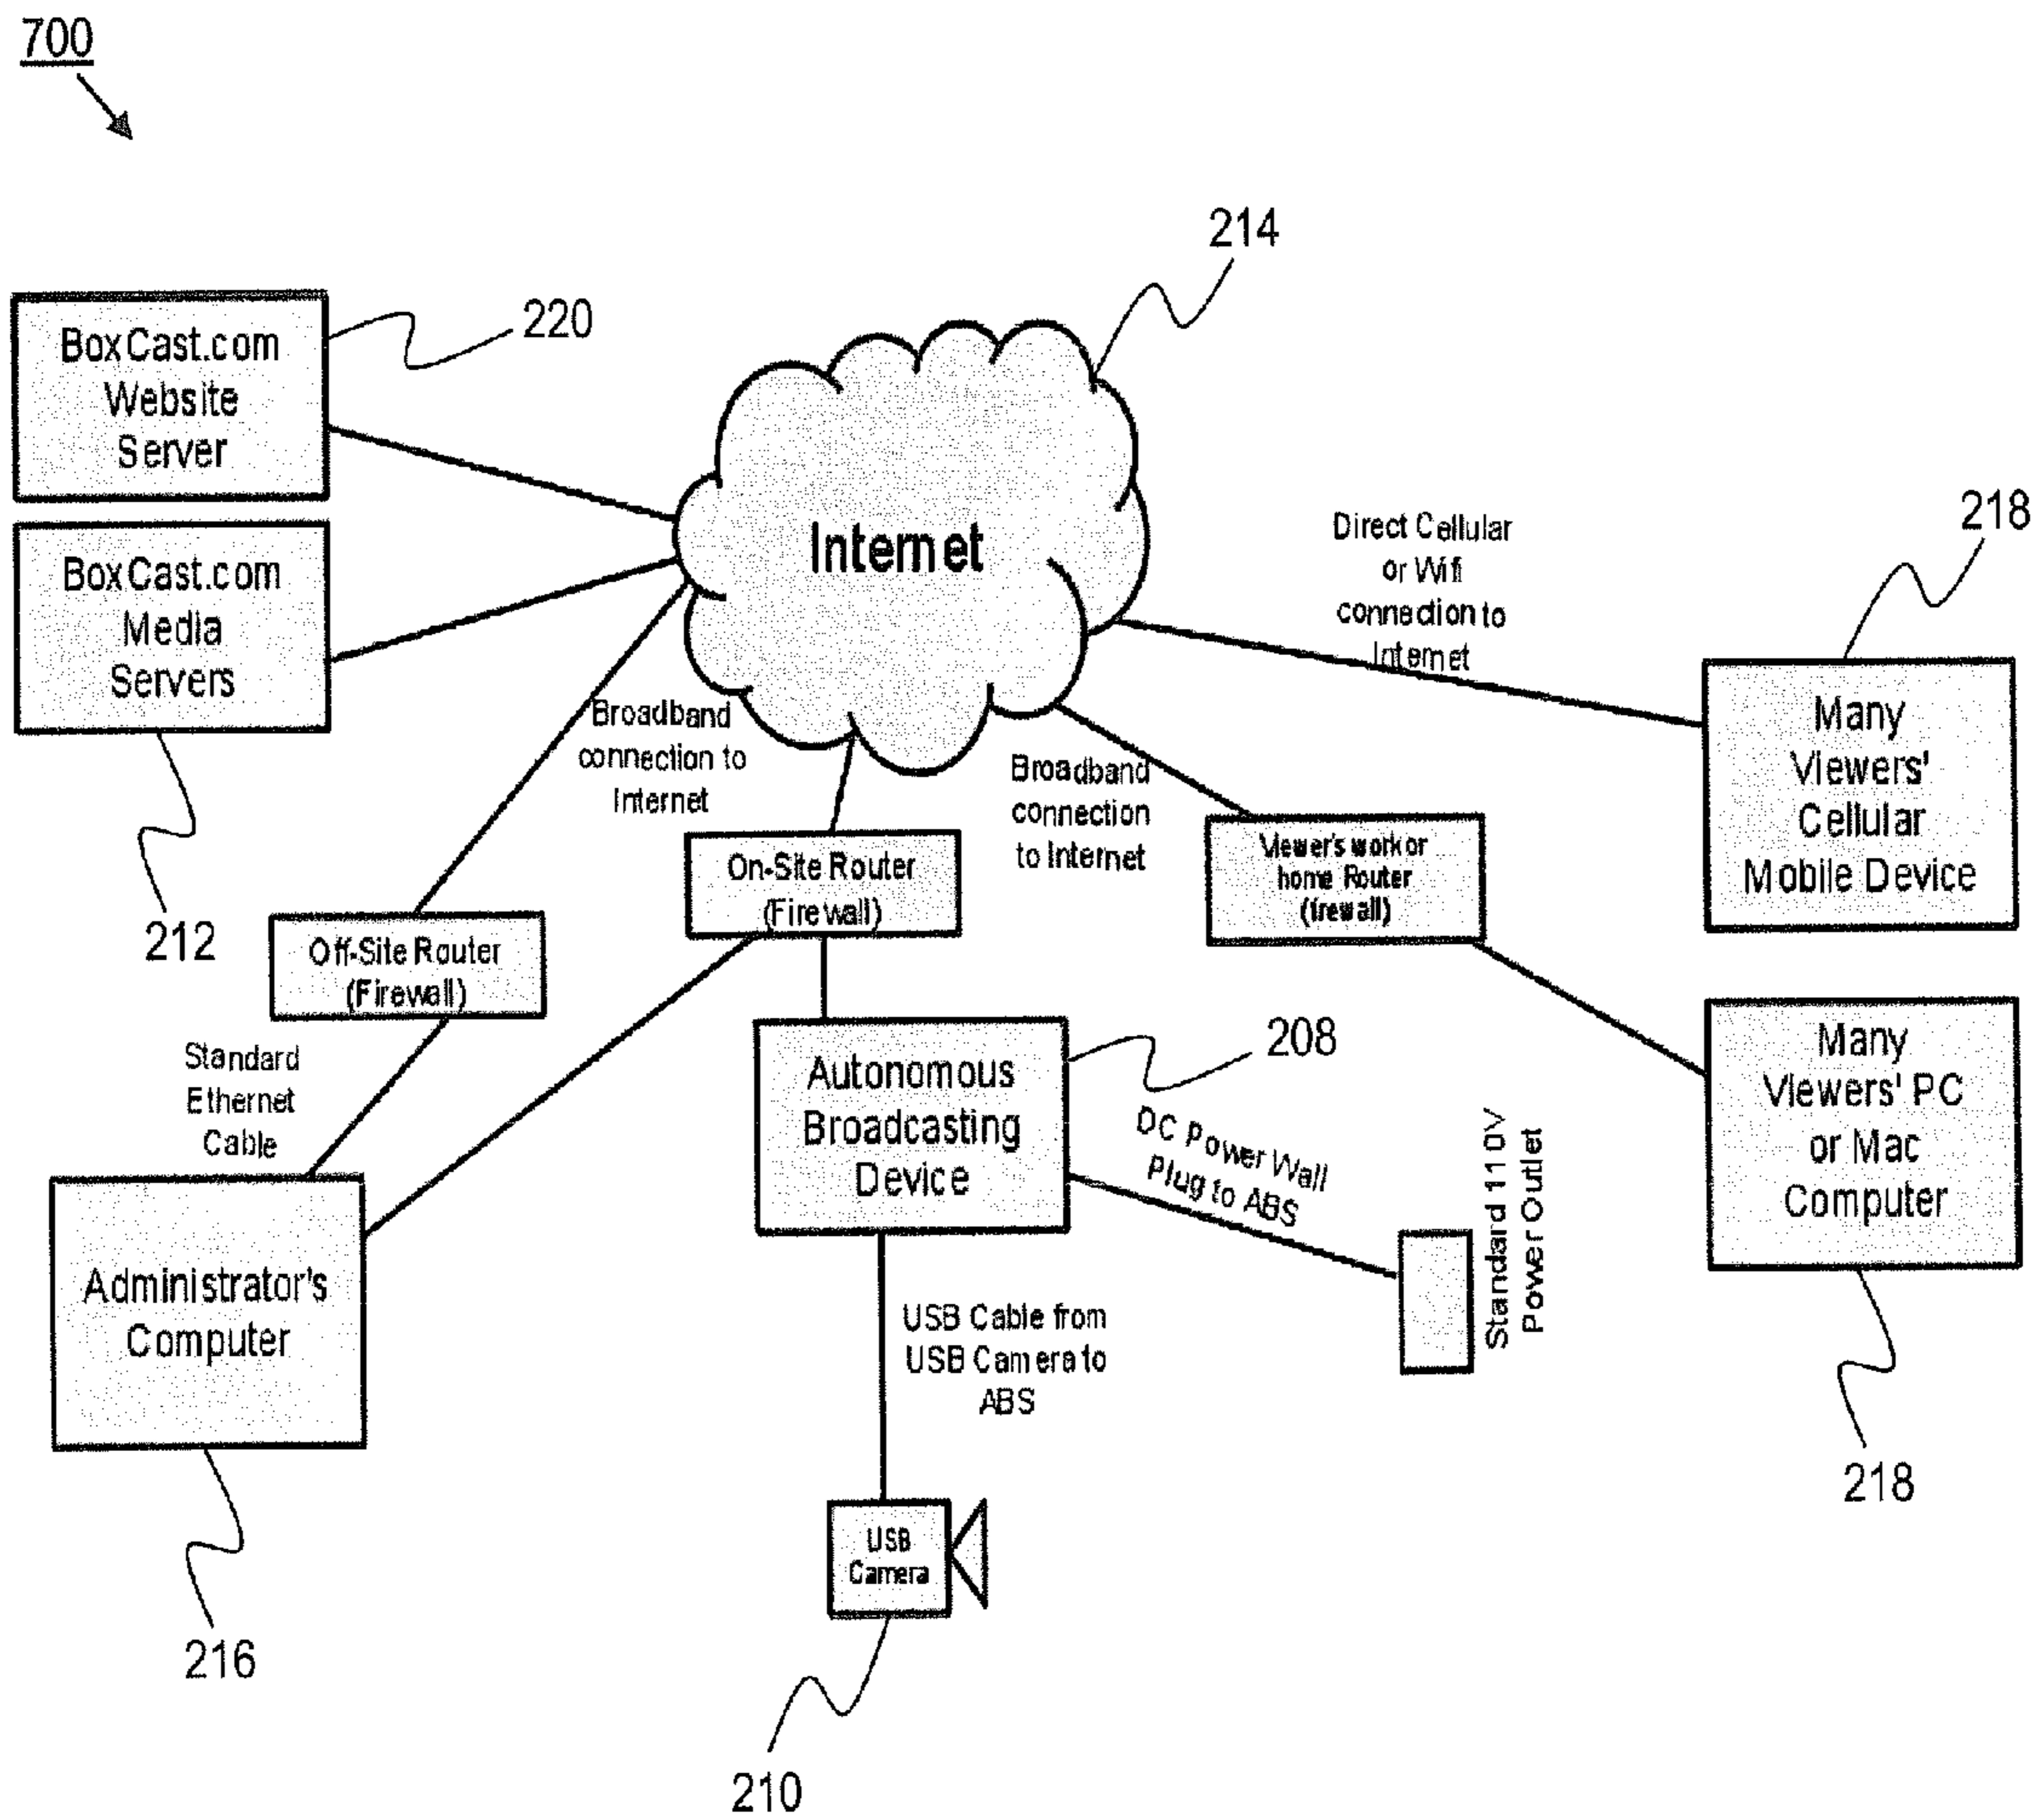 700
214
220
BoxCast.com
Website
Server
218
Direct Cellular
or Wifi
connection to
Internet
Internet
BoxCast.com
Media
Servers
Broadband
connection to
Internet
Broadband
connection
to Internet
Many
Viewers'
Cellular
Mobile Device
212
On-Site Router
(Firewall)
Viewer's work or
home Router
(firewall)
Off-Site Router
(Firewall)
Standard
Ethernet
Cable
208
Autonomous
Broadcasting
Device
DC Power Wall
Plug to ABS
Standard 110V
Power Outlet
Many
Viewers' PC
or Mac
Computer
Administrator's
Computer
USB Cable from
USB Camera to
ABS
218
USB
Camera
216
210